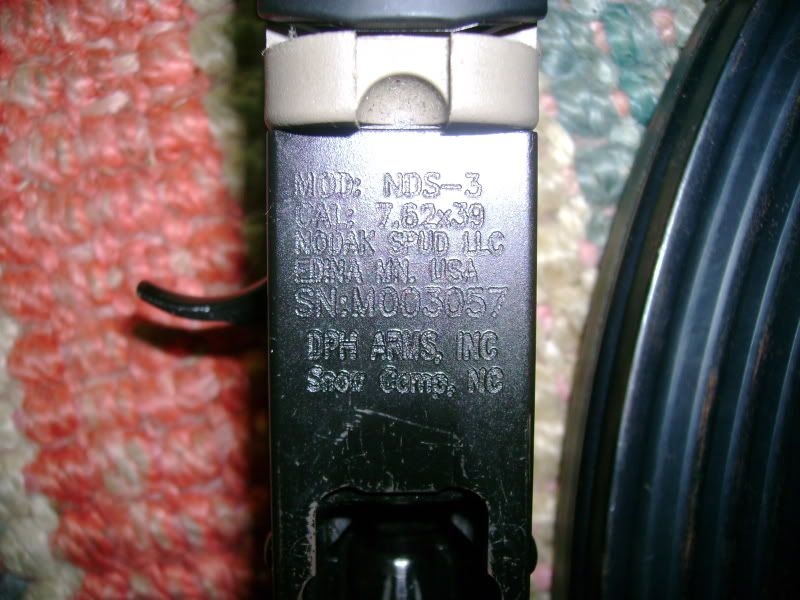 MOD: NDS-3
CAL: 7.62x39
NODAK SPUD LLC
EDINA MN. USA
SN:M003057
DPH ARMS, INC
Snow Camp, NC